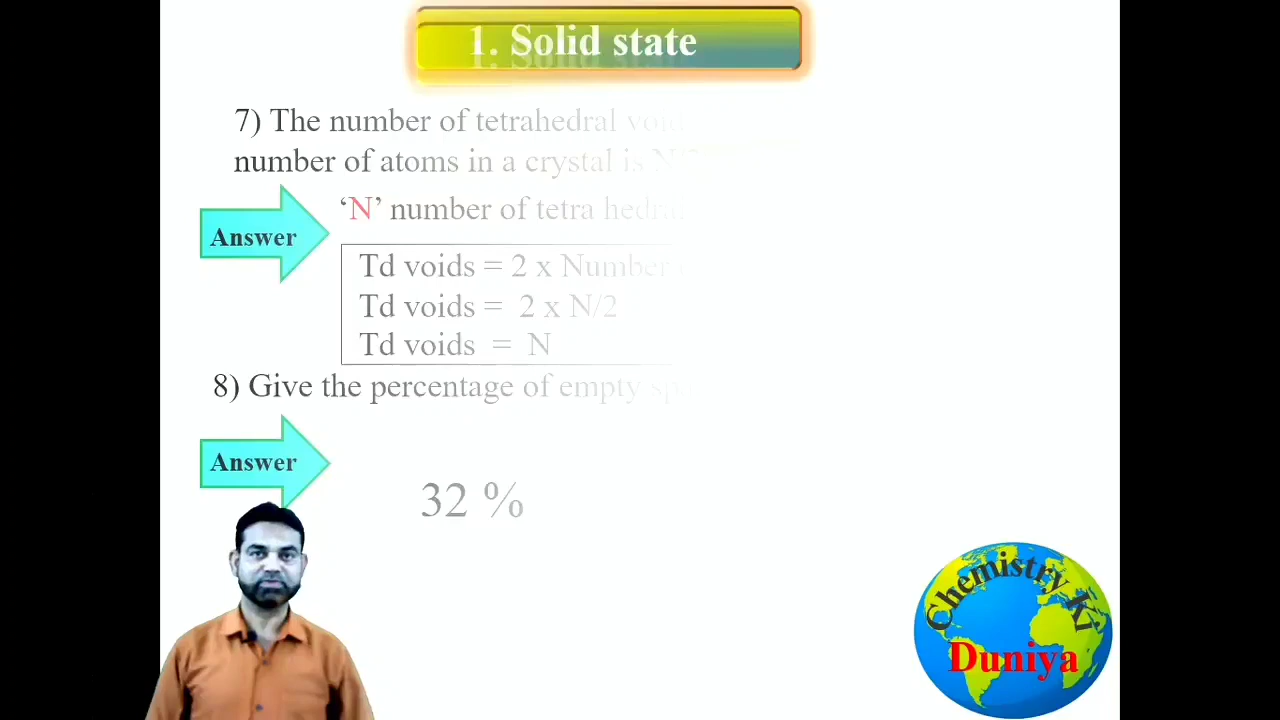 1. Solid state
7) The number of tetrahedral
number of atoms in a crystal is
Answer
‘N’ number of tetra
Td voids = 2 x Number
Td voids = 2 x N/2
Td voids = N
8) Give the percentage of empty
Answer
32 %
Chemistry Ki
Duniya